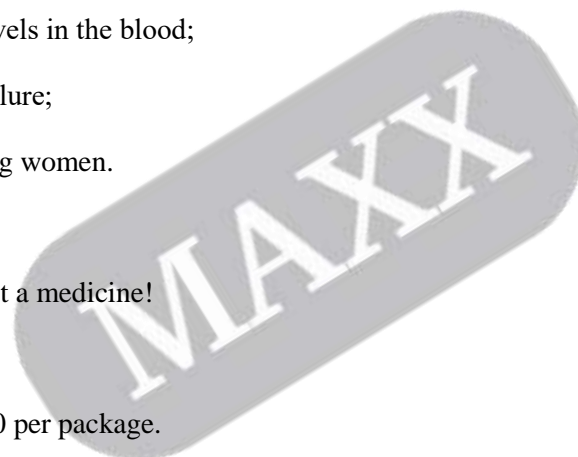 vels in the blood;
lure;
g women.
t a medicine!
MAXX
0 per package.